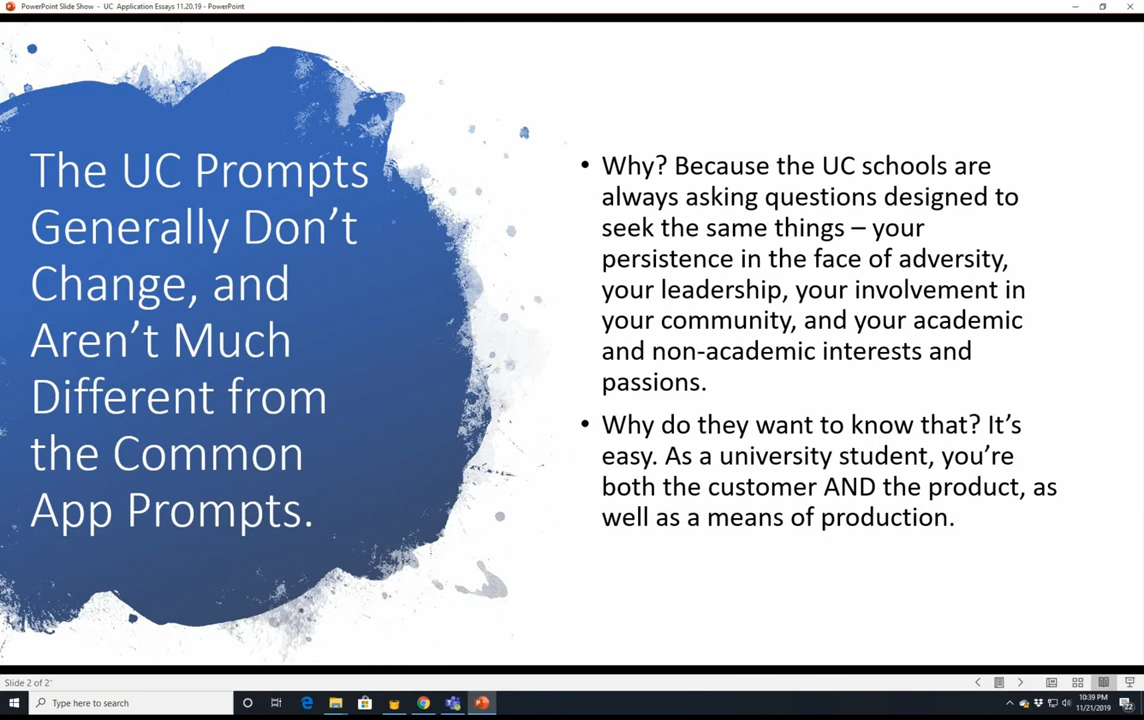 PowerPoint Slide Show - UC Application Essays 11.20.19 - PowerPoint
The UC Prompts
Generally Don't
Change, and
Aren't Much
Different from
the Common
App Prompts.
• Why? Because the UC schools are
always asking questions designed to
seek the same things – your
persistence in the face of adversity,
your leadership, your involvement in
your community, and your academic
and non-academic interests and
passions.
• Why do they want to know that? It's
easy. As a university student, you're
both the customer AND the product, as
well as a means of production.
Slide 2 of 2
Type here to search
10:39 PM
11/21/2019
22